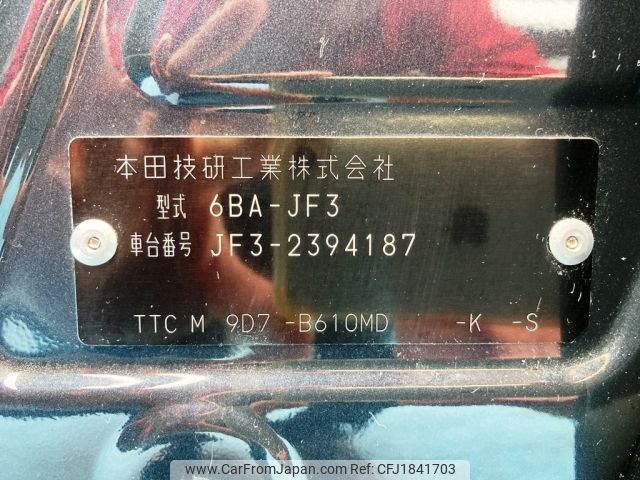 本田技研工業株式会社
型式 6BA-JF3
車台番号 JF3-2394187
TTC M 9D7 -B610MD -K -S
www.CarFromJapan.com | Ref. No: CFJ1841703